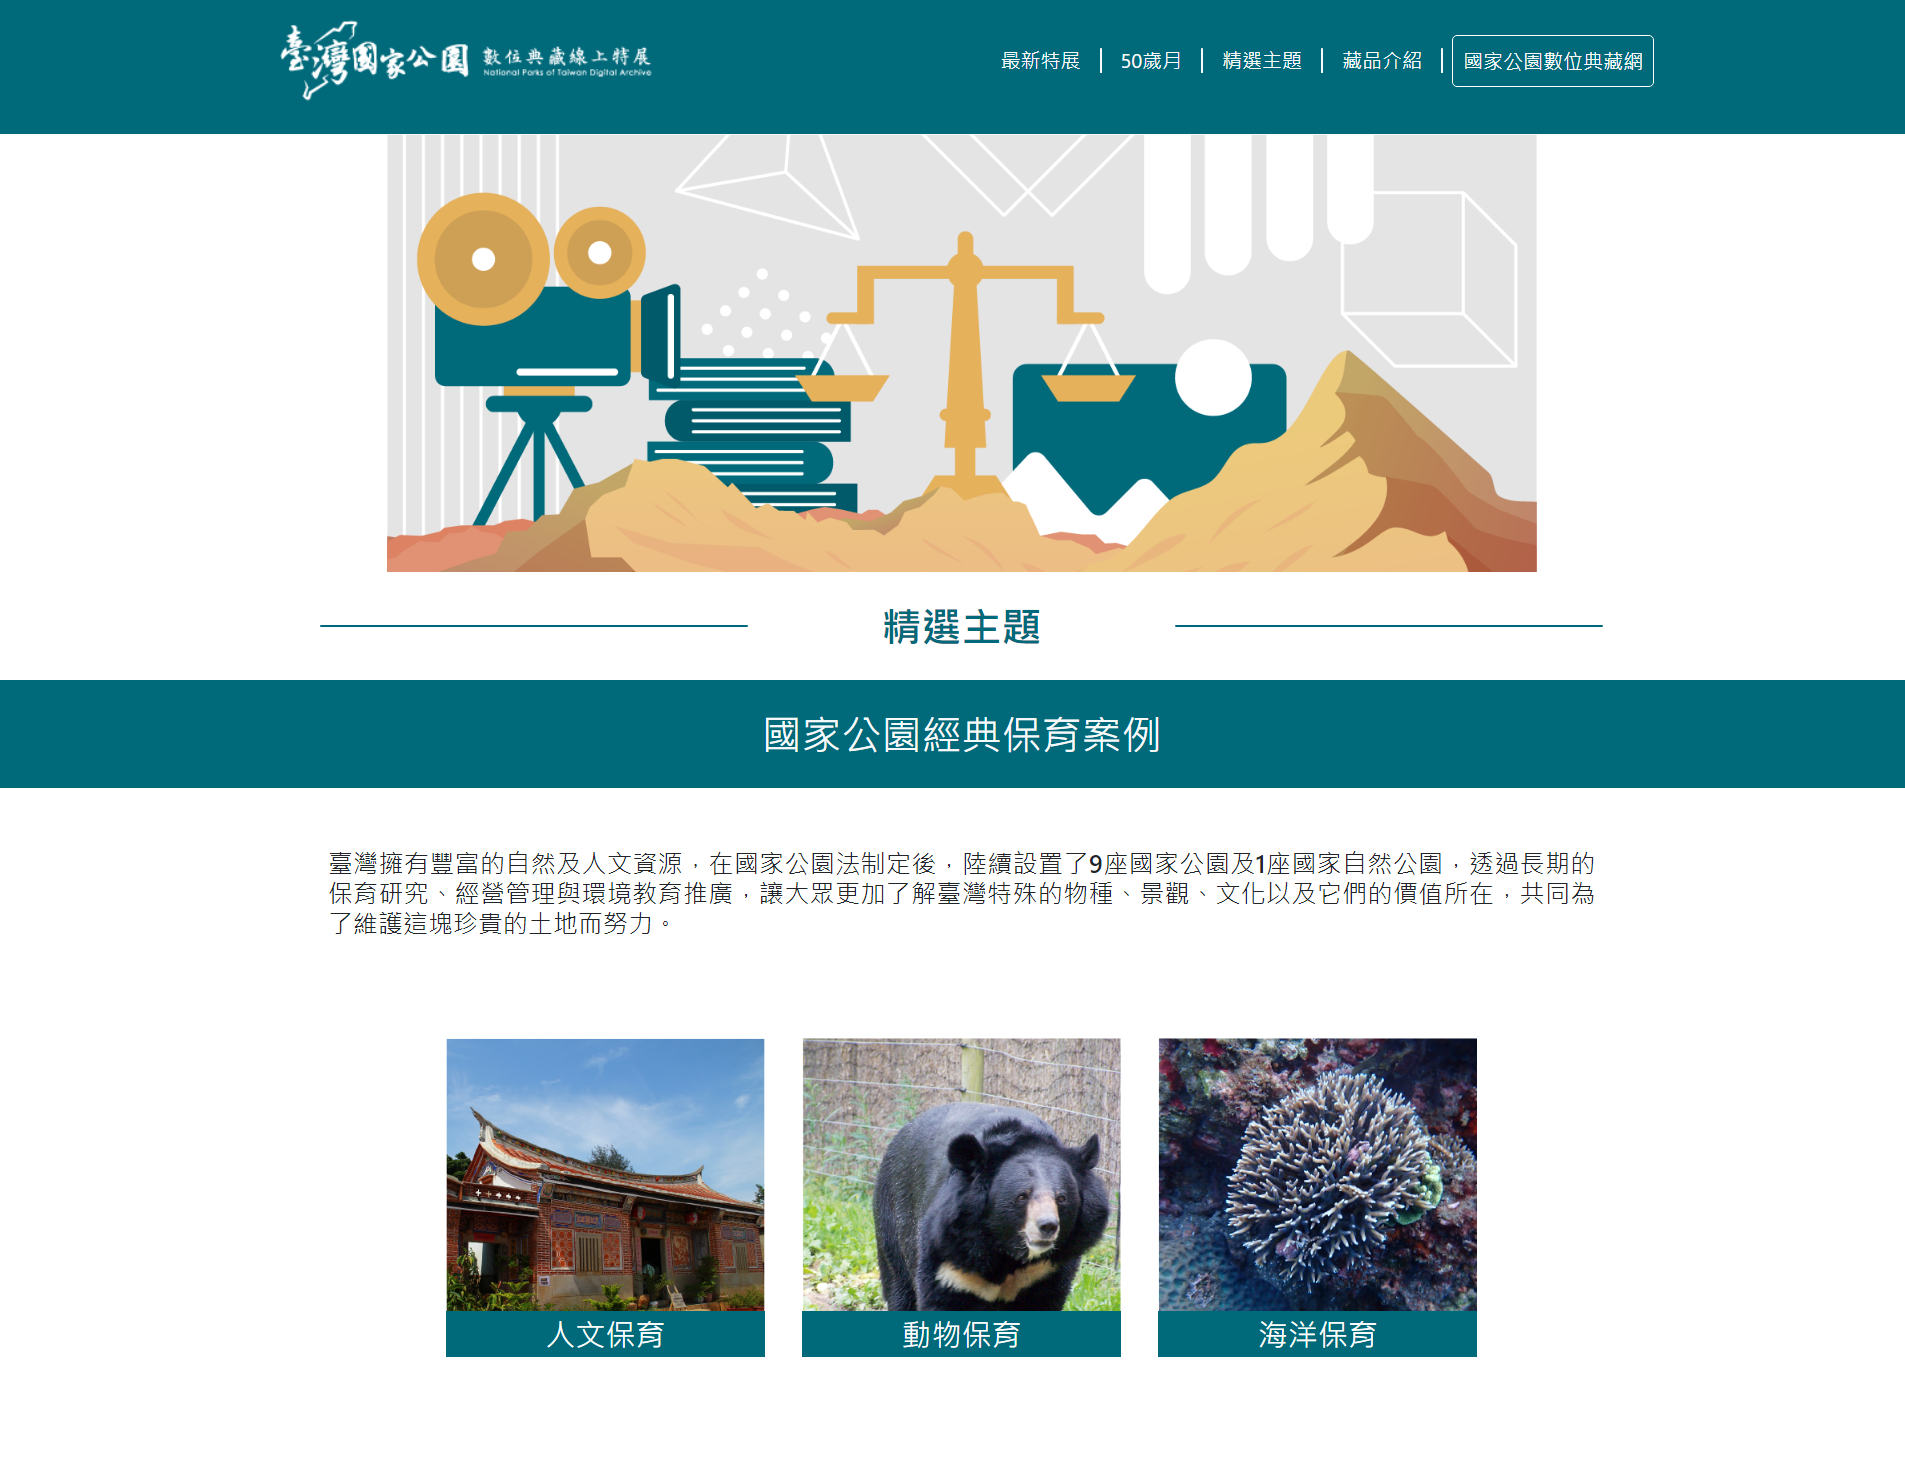 臺灣國家公園 數位典藏線上特展
National Parks of Taiwan Digital Archive
最新特展
50歲月
精選主題
藏品介紹
國家公園數位典藏網
精選主題
國家公園經典保育案例
臺灣擁有豐富的自然及人文資源，在國家公園法制定後，陸續設置了9座國家公園及1座國家自然公園，透過長期的
保育研究、經營管理與環境教育推廣，讓大眾更加了解臺灣特殊的物種、景觀、文化以及它們的價值所在，共同為
了維護這塊珍貴的土地而努力。
人文保育
動物保育
海洋保育